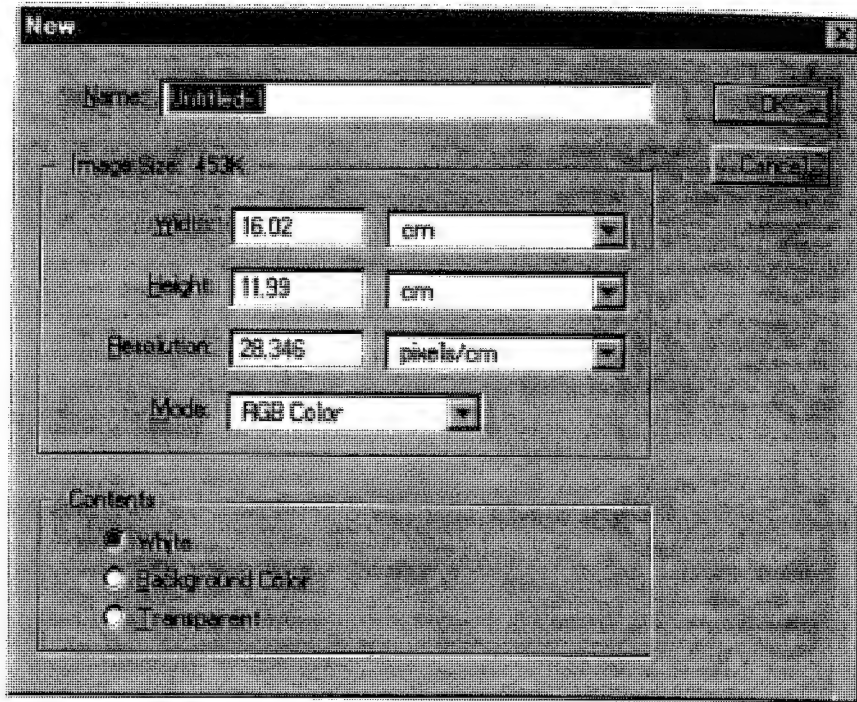 New
Name: Untitled-1 OK
Image Size: 453K Cancel
Width: 16.02 cm
Height: 11.99 cm
Resolution: 28.346 pixels/cm
Mode: RGB Color
Contents
White
Background Color
Transparent